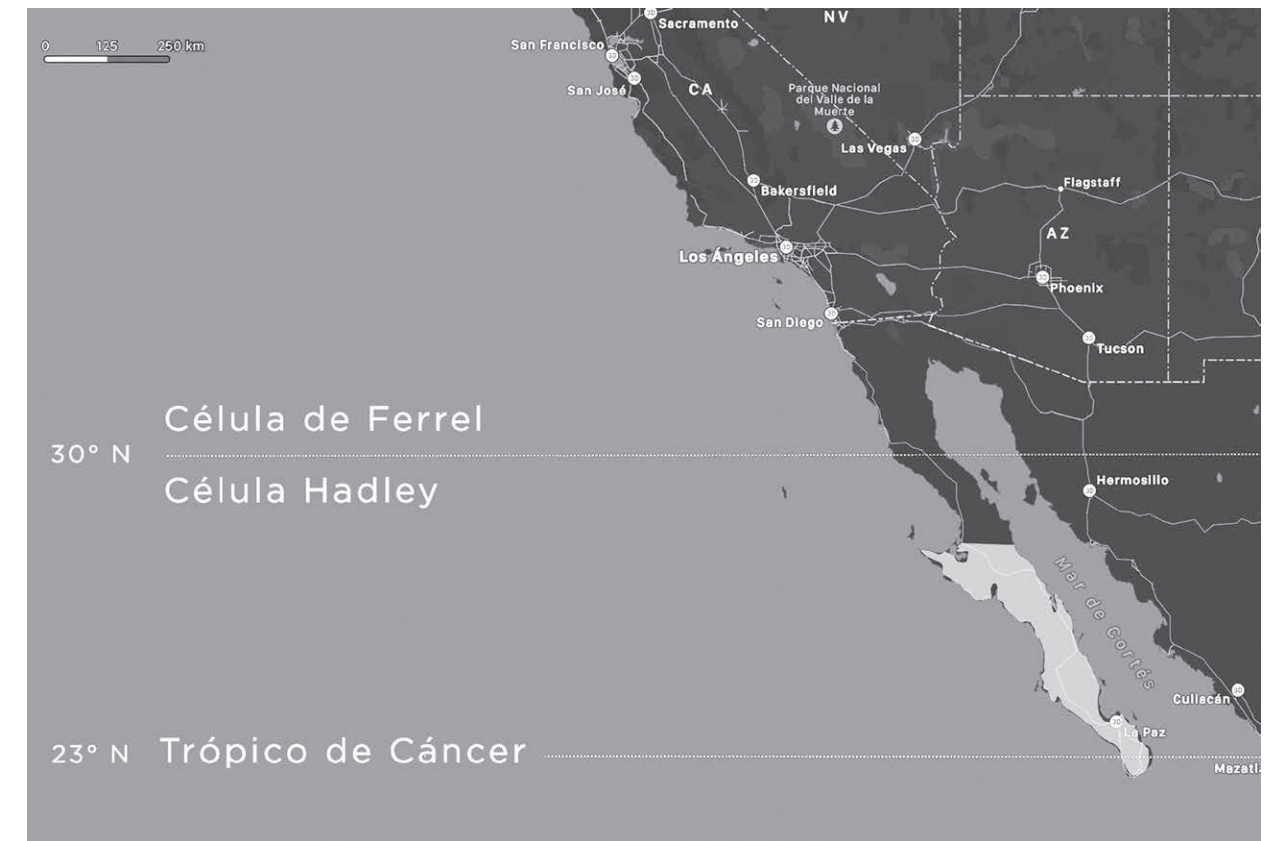 Sacramento
NV
0 125 250 km
San Francisco
San José
CA
Parque Nacional
del Valle de la
Muerte
Las Vegas
Bakersfield
Flagstaff
AZ
Los Ángeles
Phoenix
San Diego
Tucson
Célula de Ferrel
30° N
Célula Hadley
Hermosillo
Mar de Cortés
Culiacán
La Paz
23° N Trópico de Cáncer
Mazatl